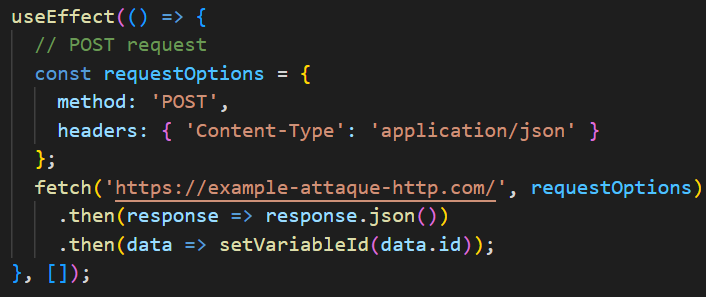 useEffect(() => {
// POST request
const requestOptions = {
method: 'POST',
headers: { 'Content-Type': 'application/json' }
};
fetch('https://example-attaque-http.com/', requestOptions)
.then(response => response.json())
.then(data => setVariableId(data.id));
}, []);